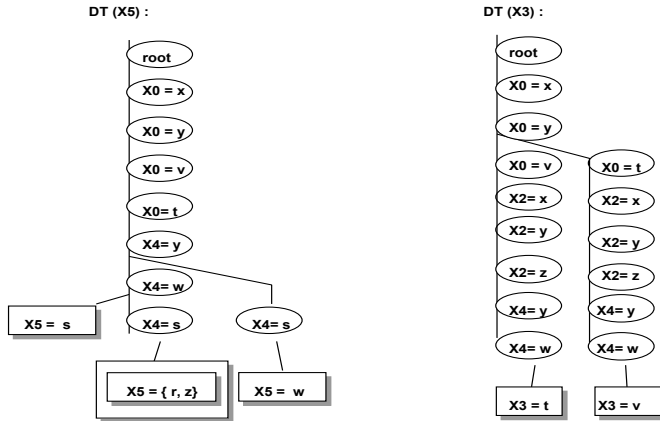 DT (X5) :
root
X0 = x
X0 = y
X0 = v
X0= t
X4= y
X4= w
X4= s
X4= s
X5 = s
X5 = { r, z}
X5 = w
DT (X3) :
root
X0 = x
X0 = y
X0 = v
X2= x
X2= y
X2= z
X4= y
X4= w
X0 = t
X2= x
X2= y
X2= z
X4= y
X4= w
X3 = t
X3 = v